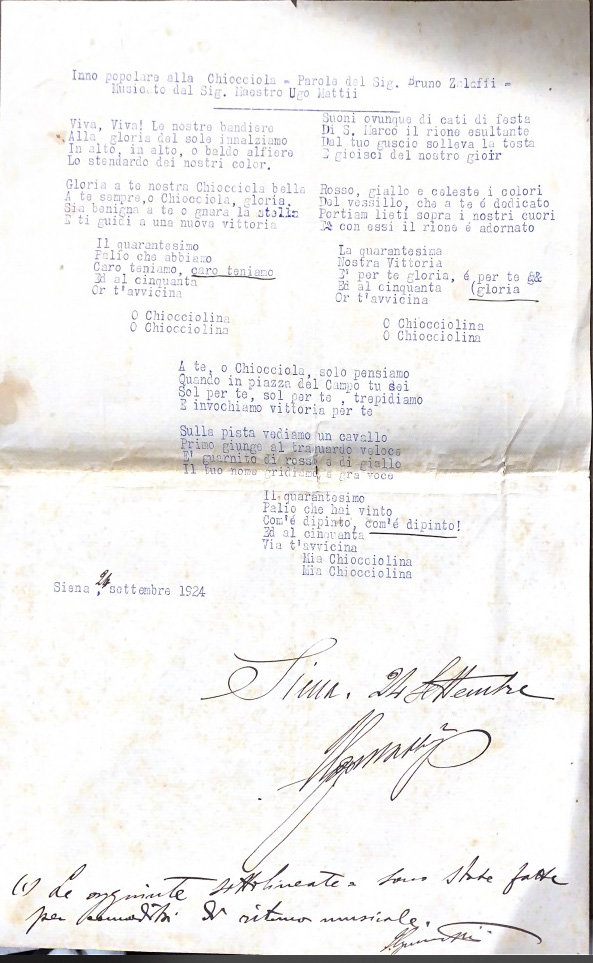 Inno popolare alla Chiocciola - Parole del Sig. Bruno Zalaffi -
Musicato dal Sig. Maestro Ugo Mattii
Viva, Viva! Le nostre bandiere
Alla gloria del sole innalziamo
In alto, in alto, o baldo alfiere
Lo stendardo dei nostri color.
Gloria a te nostra Chiocciola bella
A te sempre,o Chiocciola, gloria.
Sia benigna a te o gnara la stella
E ti guidi a una nuova vittoria
Il quarantesimo
Palio che abbiamo
Caro teniamo, caro teniamo
Ed al cinquanta
Or t'avvicina
O Chiocciolina
O Chiocciolina
Suoni ovunque di cati di festa
Di S. Marco il rione esultante
Dal tuo guscio solleva la testa
E gioisci del nostro gioir
Rosso, giallo e celeste i colori
Del vessillo, che a te é dedicato
Portiam lieti sopra i nostri cuori
E con essi il rione é adornato
La quarantesima
Nostra Vittoria
E' per te gloria, é per te
Ed al cinquanta (gloria
Or t'avvicina
O Chiocciolina
O Chiocciolina
A te, o Chiocciola, solo pensiamo
Quando in piazza del Campo tu sei
Sol per te, sol per te , trepidiamo
E invochiamo vittoria per te
Sulla pista vediamo un cavallo
Primo giunge al traguardo veloce
E' guarnito di rosso e di giallo
Il tuo nome gridiamo a gra voce
Il quarantesimo
Palio che hai vinto
Com'é dipinto, com'é dipinto!
Ed al cinquanta
Via t'avvicina
Mia Chiocciolina
Mia Chiocciolina
Siena, 24 settembre 1924
Siena. 24 Settembre
(1) Le aggiunte sottolineate sono state fatte
per comodità di ritmo musicale.